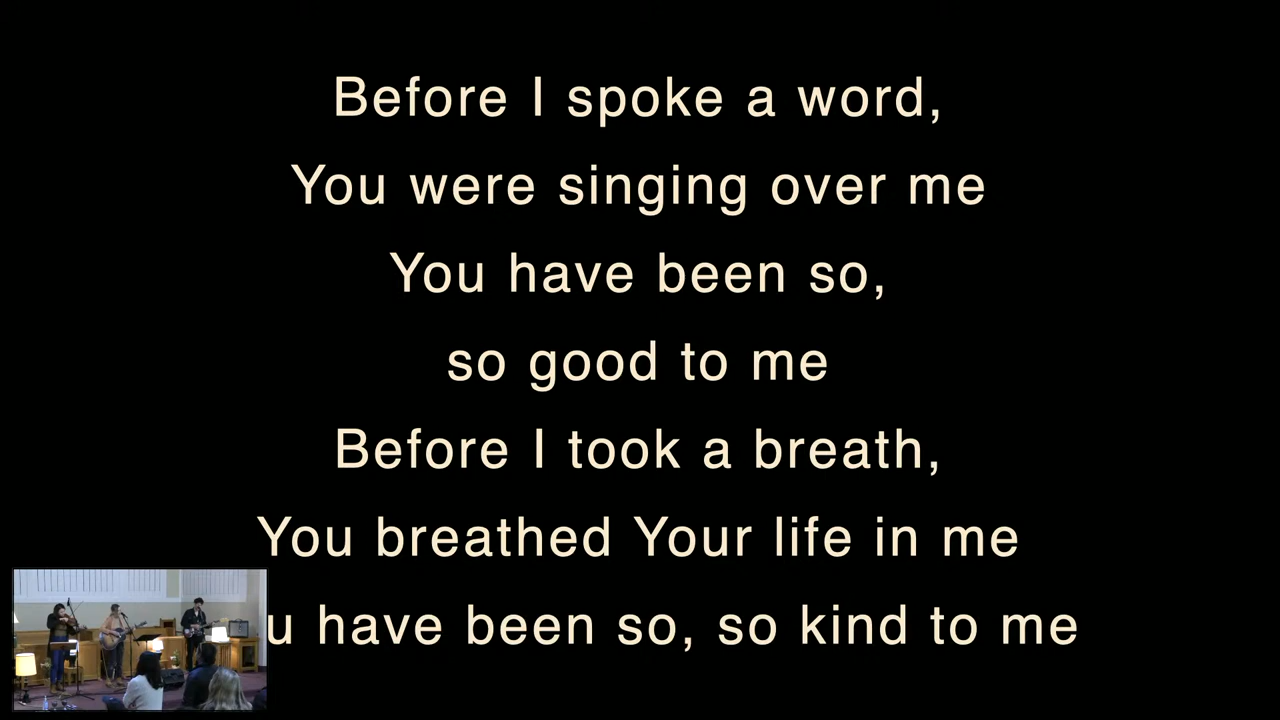 Before I spoke a word,
You were singing over me
You have been so,
so good to me
Before I took a breath,
You breathed Your life in me
u have been so, so kind to me